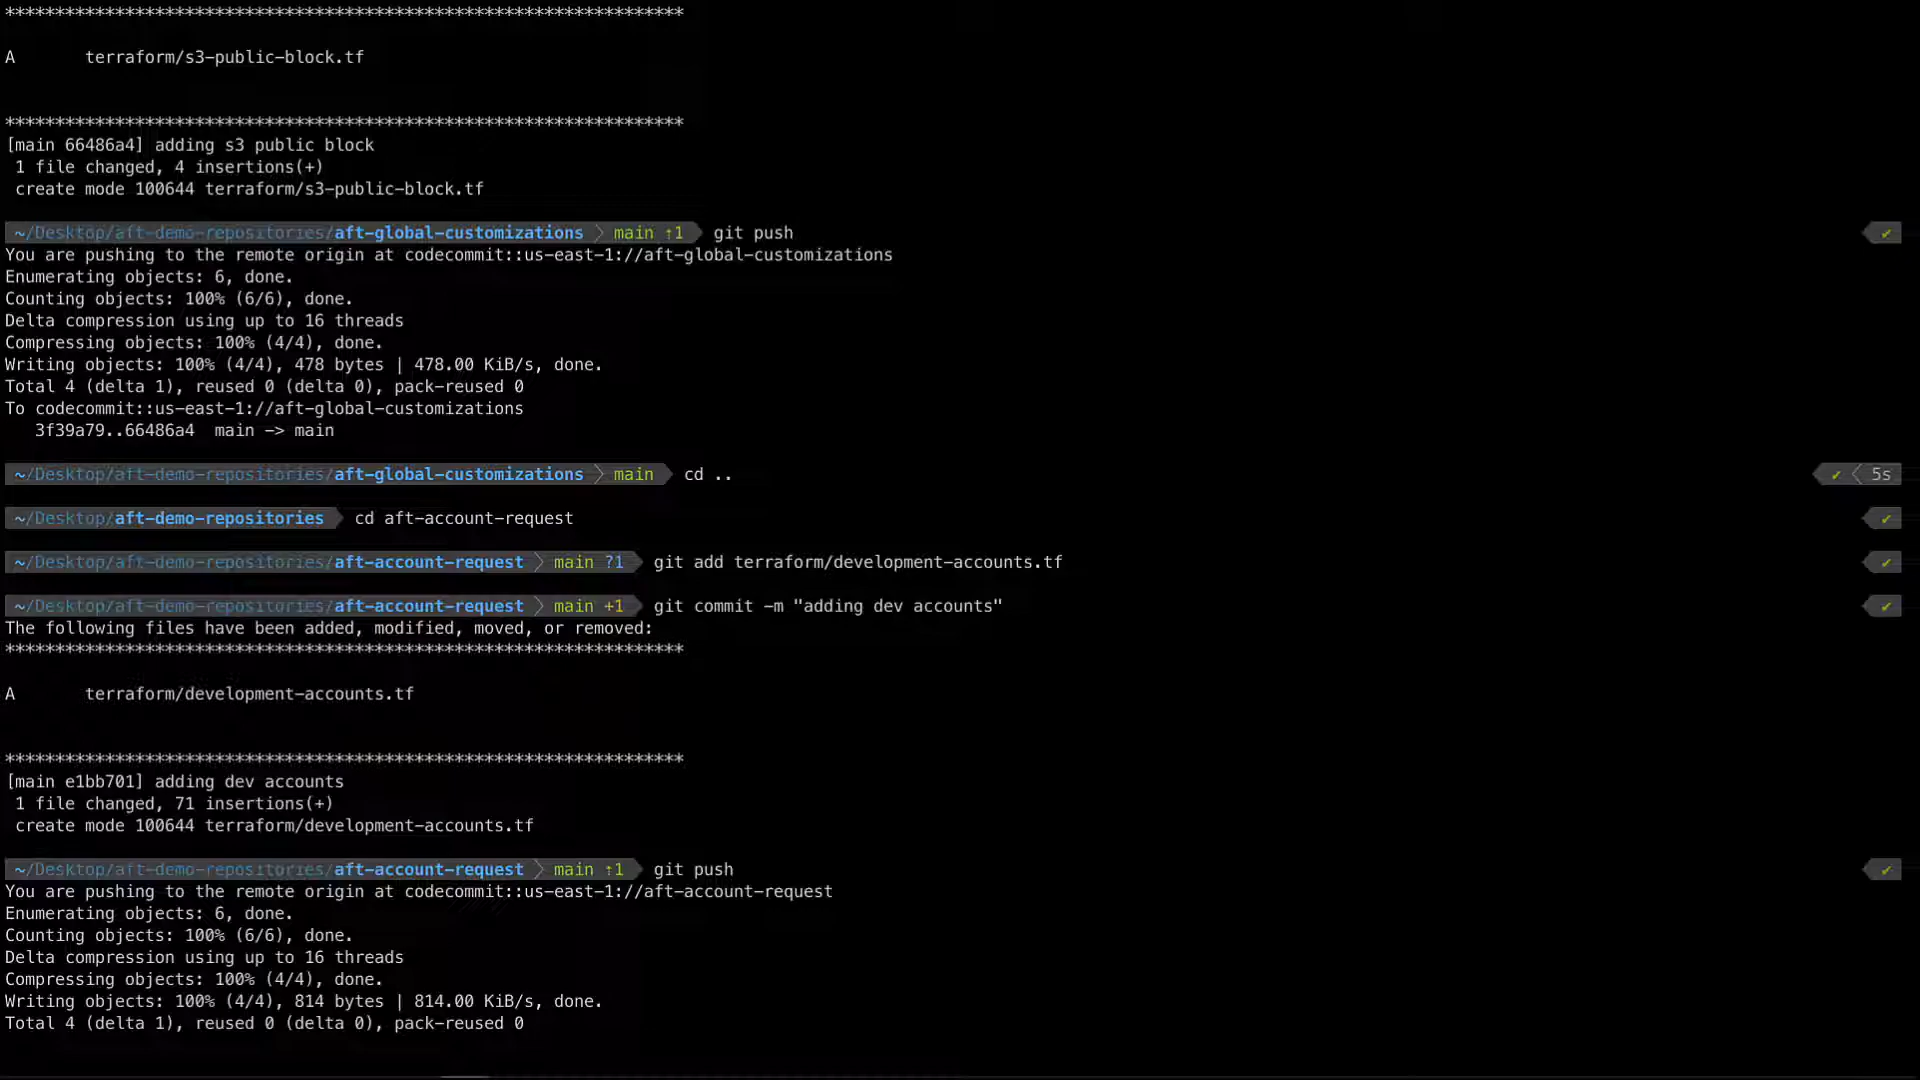 ********************************************************************
A       terraform/s3-public-block.tf
********************************************************************
[main 66486a4] adding s3 public block
 1 file changed, 4 insertions(+)
 create mode 100644 terraform/s3-public-block.tf
~/Desktop/aft-demo-repositories/aft-global-customizations > main ↑1 git push ✔
You are pushing to the remote origin at codecommit::us-east-1://aft-global-customizations
Enumerating objects: 6, done.
Counting objects: 100% (6/6), done.
Delta compression using up to 16 threads
Compressing objects: 100% (4/4), done.
Writing objects: 100% (4/4), 478 bytes | 478.00 KiB/s, done.
Total 4 (delta 1), reused 0 (delta 0), pack-reused 0
To codecommit::us-east-1://aft-global-customizations
   3f39a79..66486a4  main -> main
~/Desktop/aft-demo-repositories/aft-global-customizations > main cd .. ✔ < 5s
~/Desktop/aft-demo-repositories cd aft-account-request ✔
~/Desktop/aft-demo-repositories/aft-account-request > main ?1 git add terraform/development-accounts.tf ✔
~/Desktop/aft-demo-repositories/aft-account-request > main +1 git commit -m "adding dev accounts" ✔
The following files have been added, modified, moved, or removed:
********************************************************************
A       terraform/development-accounts.tf
********************************************************************
[main e1bb701] adding dev accounts
 1 file changed, 71 insertions(+)
 create mode 100644 terraform/development-accounts.tf
~/Desktop/aft-demo-repositories/aft-account-request > main ↑1 git push ✔
You are pushing to the remote origin at codecommit::us-east-1://aft-account-request
Enumerating objects: 6, done.
Counting objects: 100% (6/6), done.
Delta compression using up to 16 threads
Compressing objects: 100% (4/4), done.
Writing objects: 100% (4/4), 814 bytes | 814.00 KiB/s, done.
Total 4 (delta 1), reused 0 (delta 0), pack-reused 0